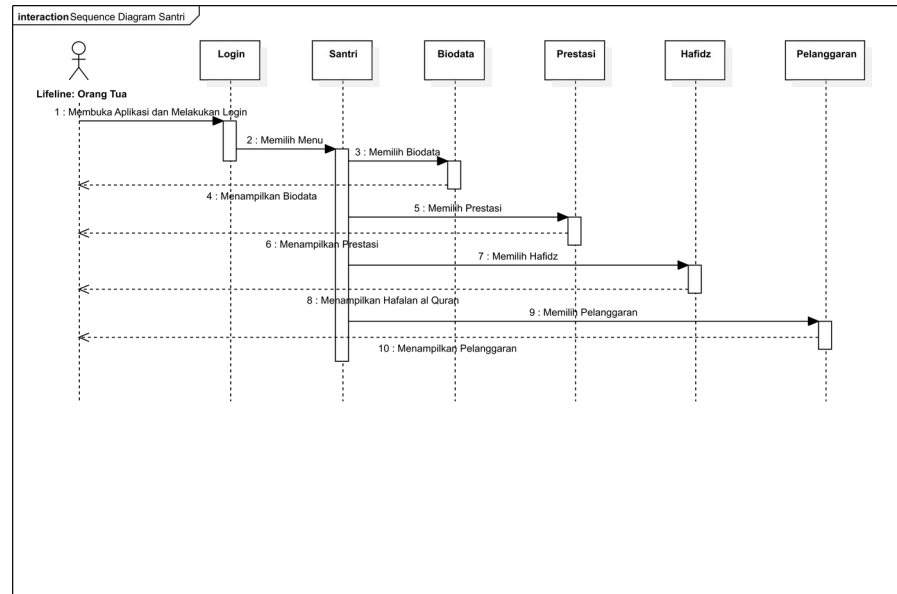 interaction Sequence Diagram Santri
Login
Santri
Biodata
Prestasi
Hafidz
Pelanggaran
Lifeline: Orang Tua
1 : Membuka Aplikasi dan Melakukan Login
2 : Memilih Menu
3 : Memilih Biodata
4 : Menampilkan Biodata
5 : Memilih Prestasi
6 : Menampilkan Prestasi
7 : Memilih Hafidz
8 : Menampilkan Hafalan al Quran
9 : Memilih Pelanggaran
10 : Menampilkan Pelanggaran